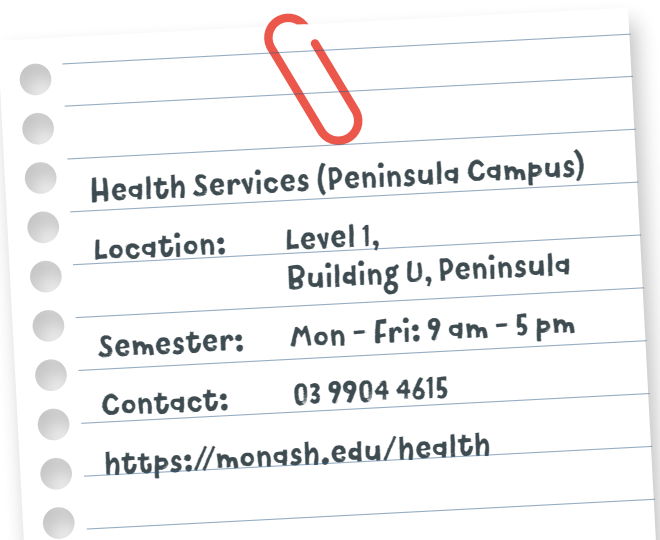 Health Services (Peninsula Campus)
Location: Level 1,
Building U, Peninsula
Semester: Mon - Fri: 9 am - 5 pm
Contact: 03 9904 4615
https://monash.edu/health